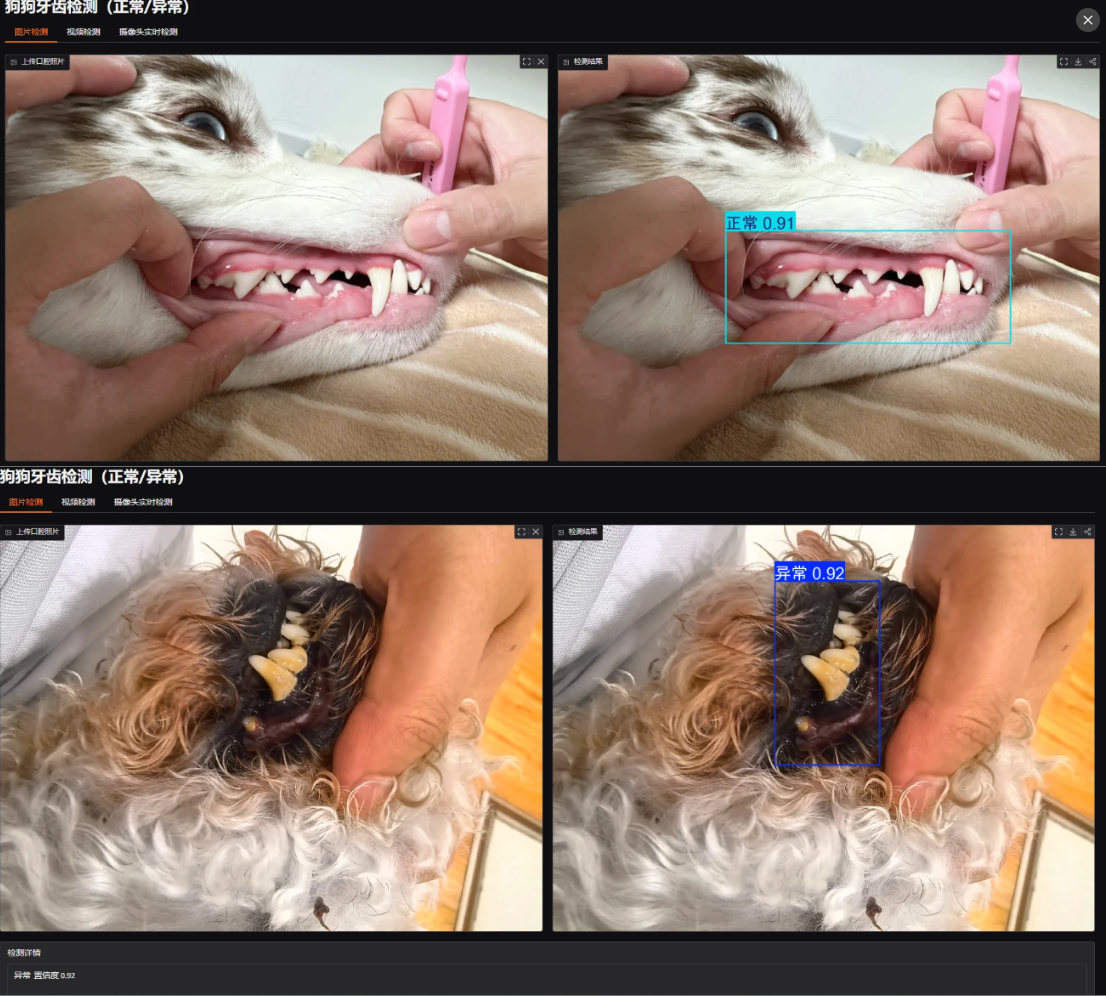 狗狗牙齿检测（正常/异常）
图片检测 视频检测 摄像头实时检测
上传口腔照片
检测结果
正常 0.91
狗狗牙齿检测（正常/异常）
图片检测 视频检测 摄像头实时检测
上传口腔照片
检测结果
异常 0.92
检测详情
异常 置信度 0.92